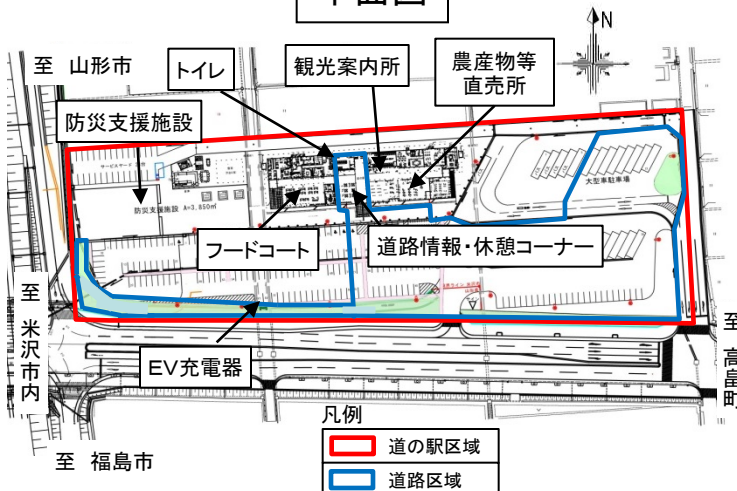 平面図
N
至 山形市
トイレ
観光案内所
農産物等
直売所
防災支援施設
大型車駐車場
防災支援施設 A=3,850㎡
フードコート
道路情報・休憩コーナー
至 米沢市内
EV充電器
至 高畠町
至 福島市
凡例
道の駅区域
道路区域